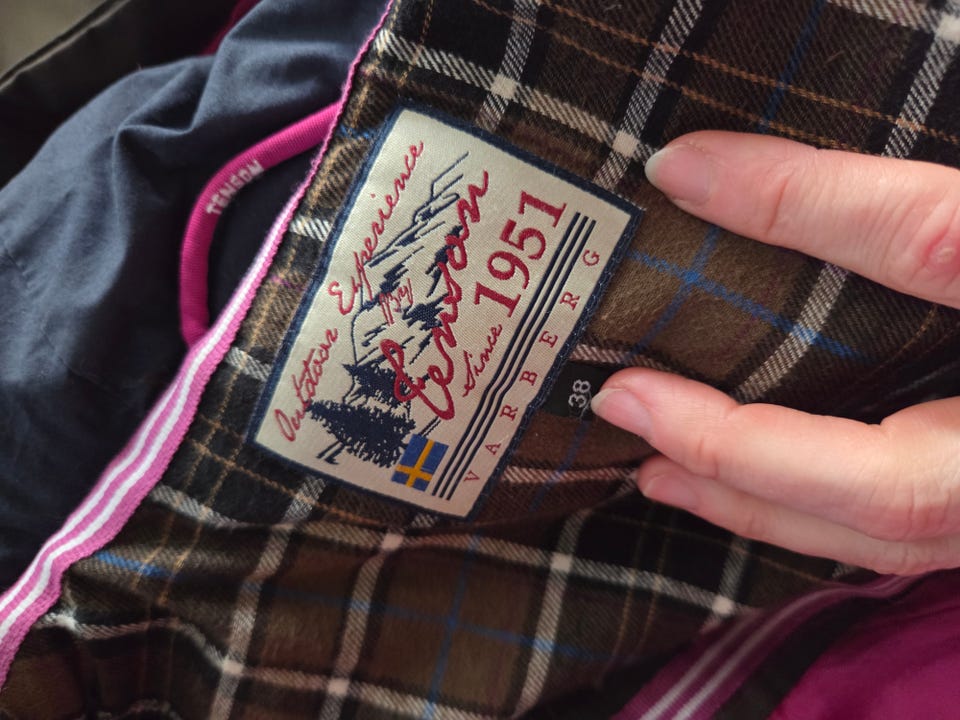 TENSON
Outdoor Experience
By
Tenson
Since 1951
VARBERG
38